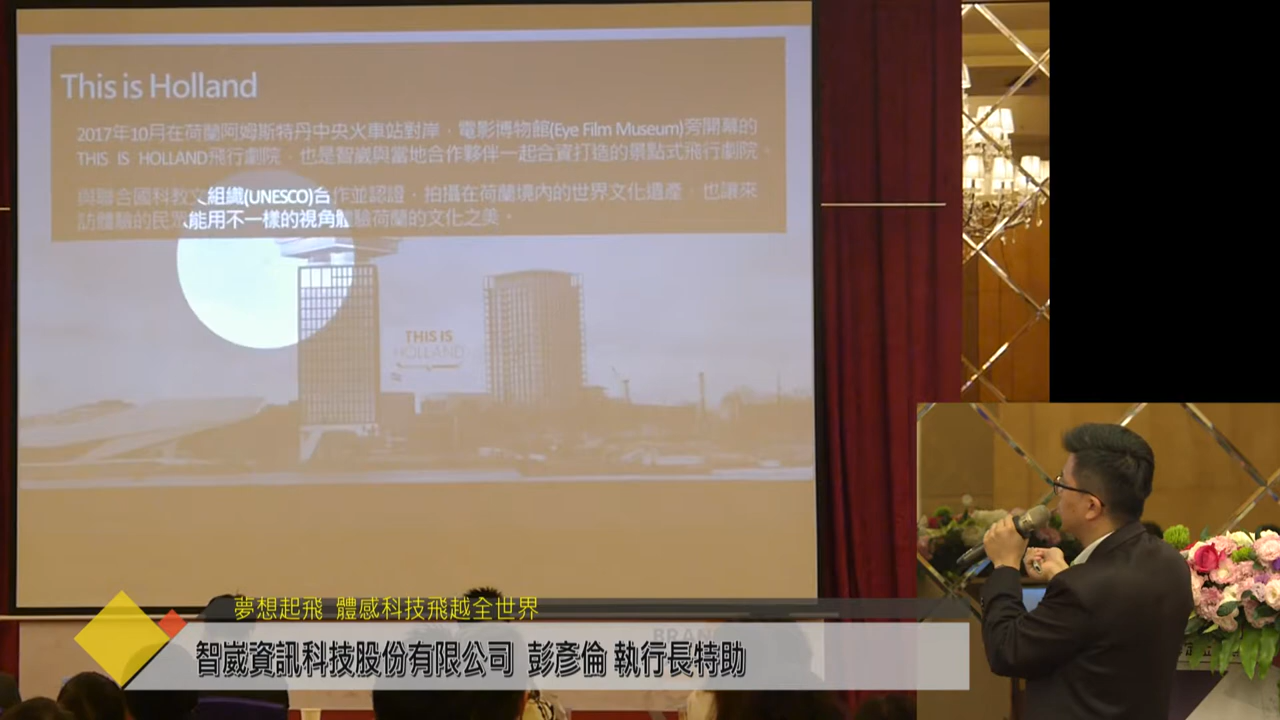 This is Holland
2017年10月在荷蘭阿姆斯特丹中央火車站對岸，電影博物館(Eye Film Museum)旁開幕的
THIS IS HOLLAND飛行劇院，也是智崴與當地合作夥伴一起合資打造的景點式飛行劇院。
與聯合國科教文組織(UNESCO)合作並認證，拍攝在荷蘭境內的世界文化遺產，也讓來
訪體驗的民眾能用不一樣的視角體驗荷蘭的文化之美。
THIS IS
HOLLAND
夢想起飛 體感科技飛越全世界
智崴資訊科技股份有限公司 彭彥倫 執行長特助